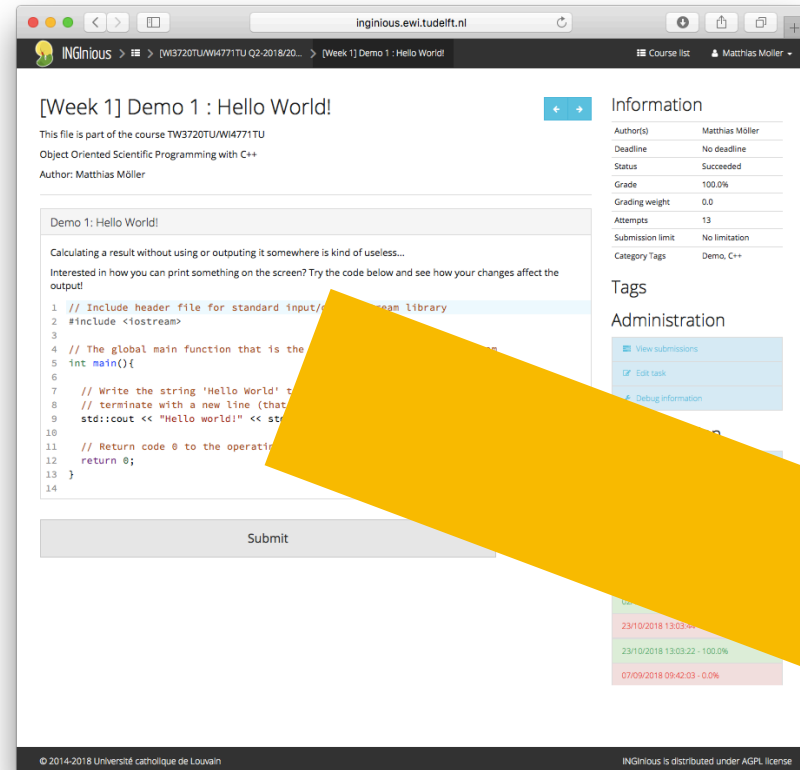 inginious.ewi.tudelft.nl
INGInious > > [WI3720TU/WI4771TU Q2-2018/20... > [Week 1] Demo 1 : Hello World!
Course list Matthias Moller
[Week 1] Demo 1 : Hello World!
This file is part of the course TW3720TU/WI4771TU
Object Oriented Scientific Programming with C++
Author: Matthias Möller
Demo 1: Hello World!
Calculating a result without using or outputing it somewhere is kind of useless...
Interested in how you can print something on the screen? Try the code below and see how your changes affect the
output!
1 // Include header file for standard input/ library
2 #include <iostream>
3
4 // The global main function that is the
5 int main(){
6
7 // Write the string 'Hello World'
8 // terminate with a new line (that
9 std::cout << "Hello world!" <<
10
11 // Return code 0 to the
12 return 0;
13 }
14
Submit
Information
Author(s) Matthias Möller
Deadline No deadline
Status Succeeded
Grade 100.0%
Grading weight 0.0
Attempts 13
Submission limit No limitation
Category Tags Demo, C++
Tags
Administration
View submissions
Edit task
Debug information
23/10/2018 13:03:44
23/10/2018 13:03:22 - 100.0%
07/09/2018 09:42:03 - 0.0%
© 2014-2018 Université catholique de Louvain
INGInious is distributed under AGPL license